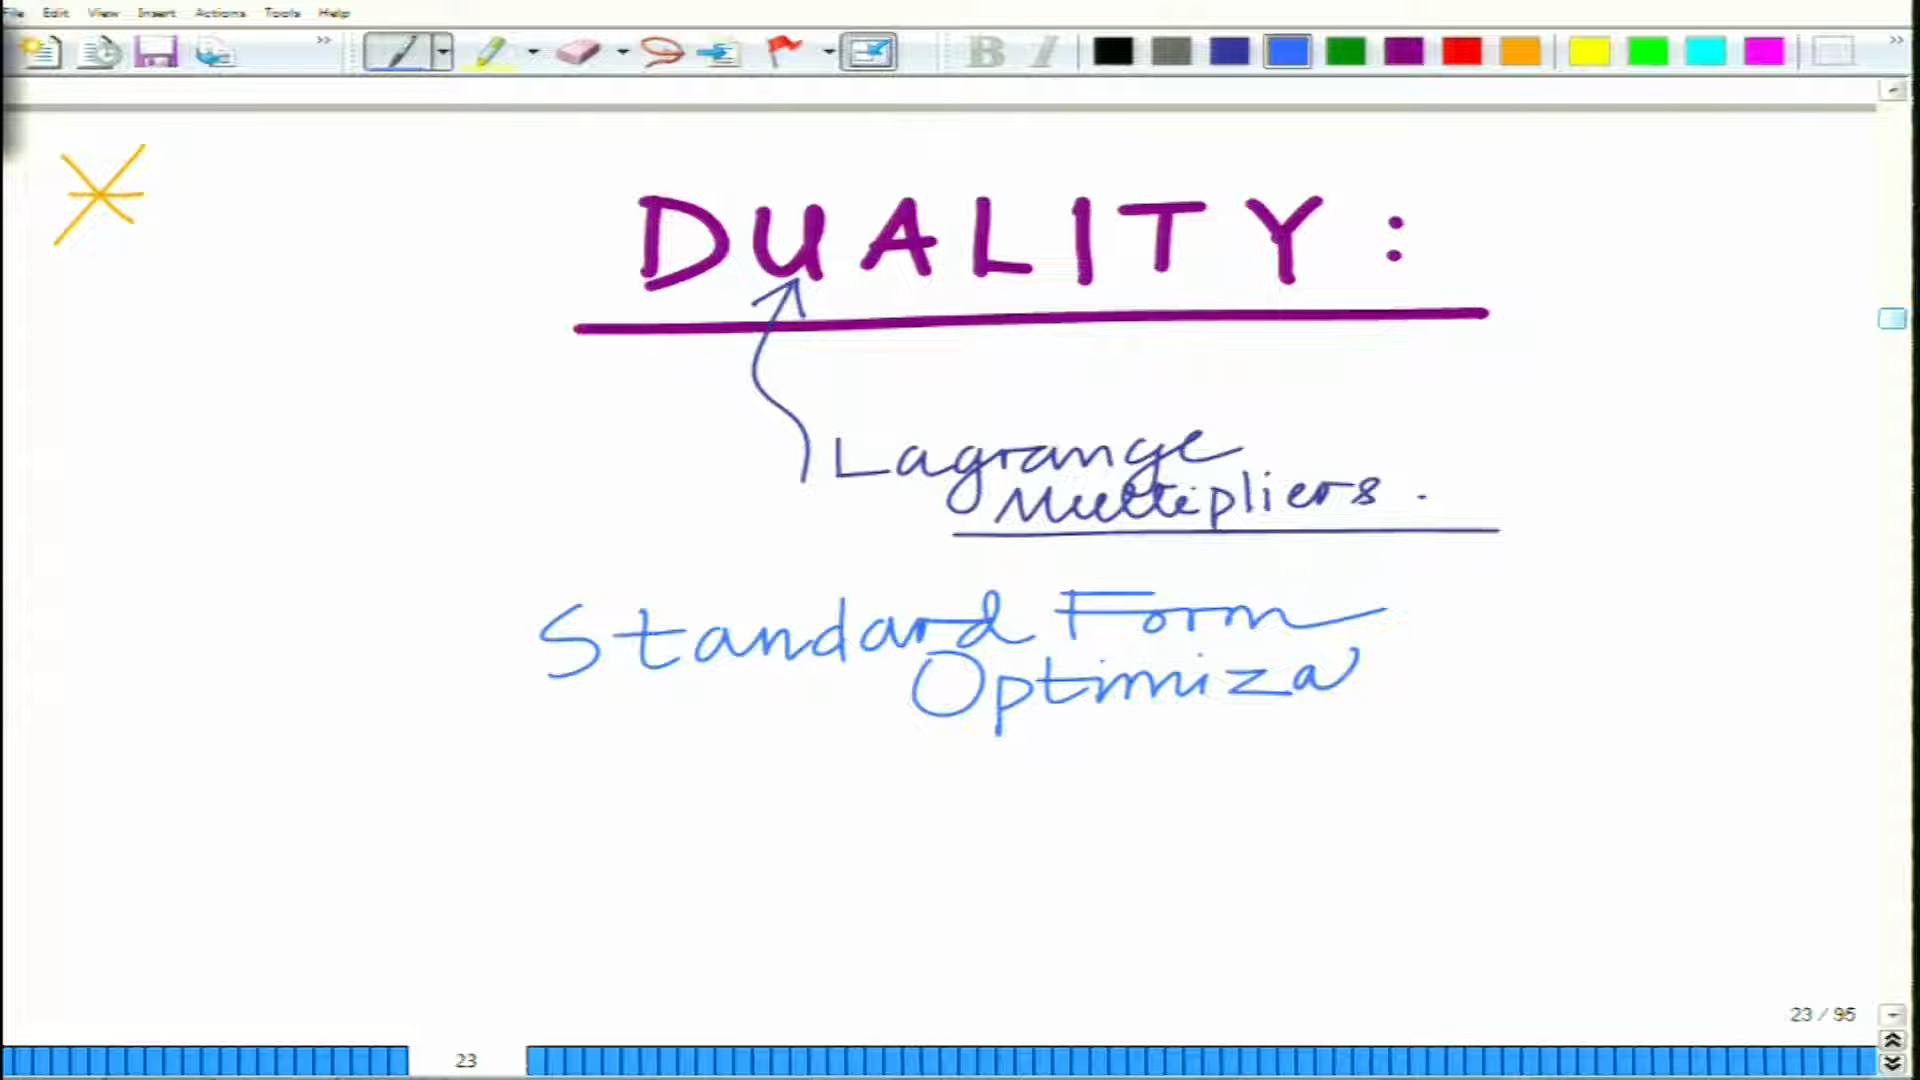 File Edit View Insert Actions Tools Help
B I
DUALITY :
Lagrange
Multipliers.
Standard Form
Optimiza
23 / 95
23